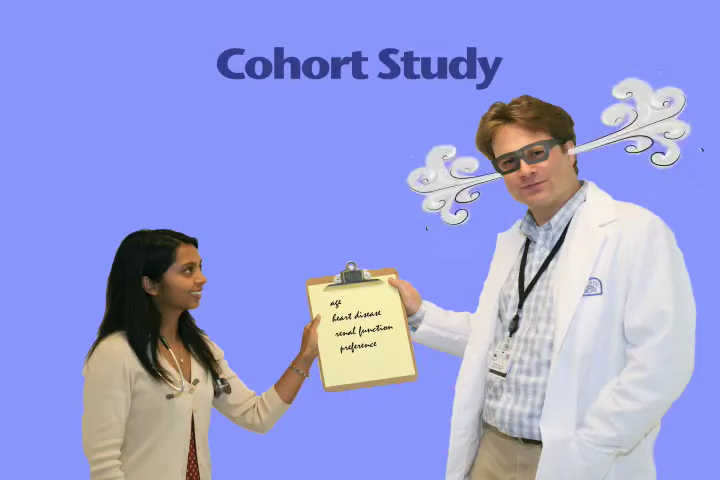 Cohort Study
age
heart disease
renal function
preference